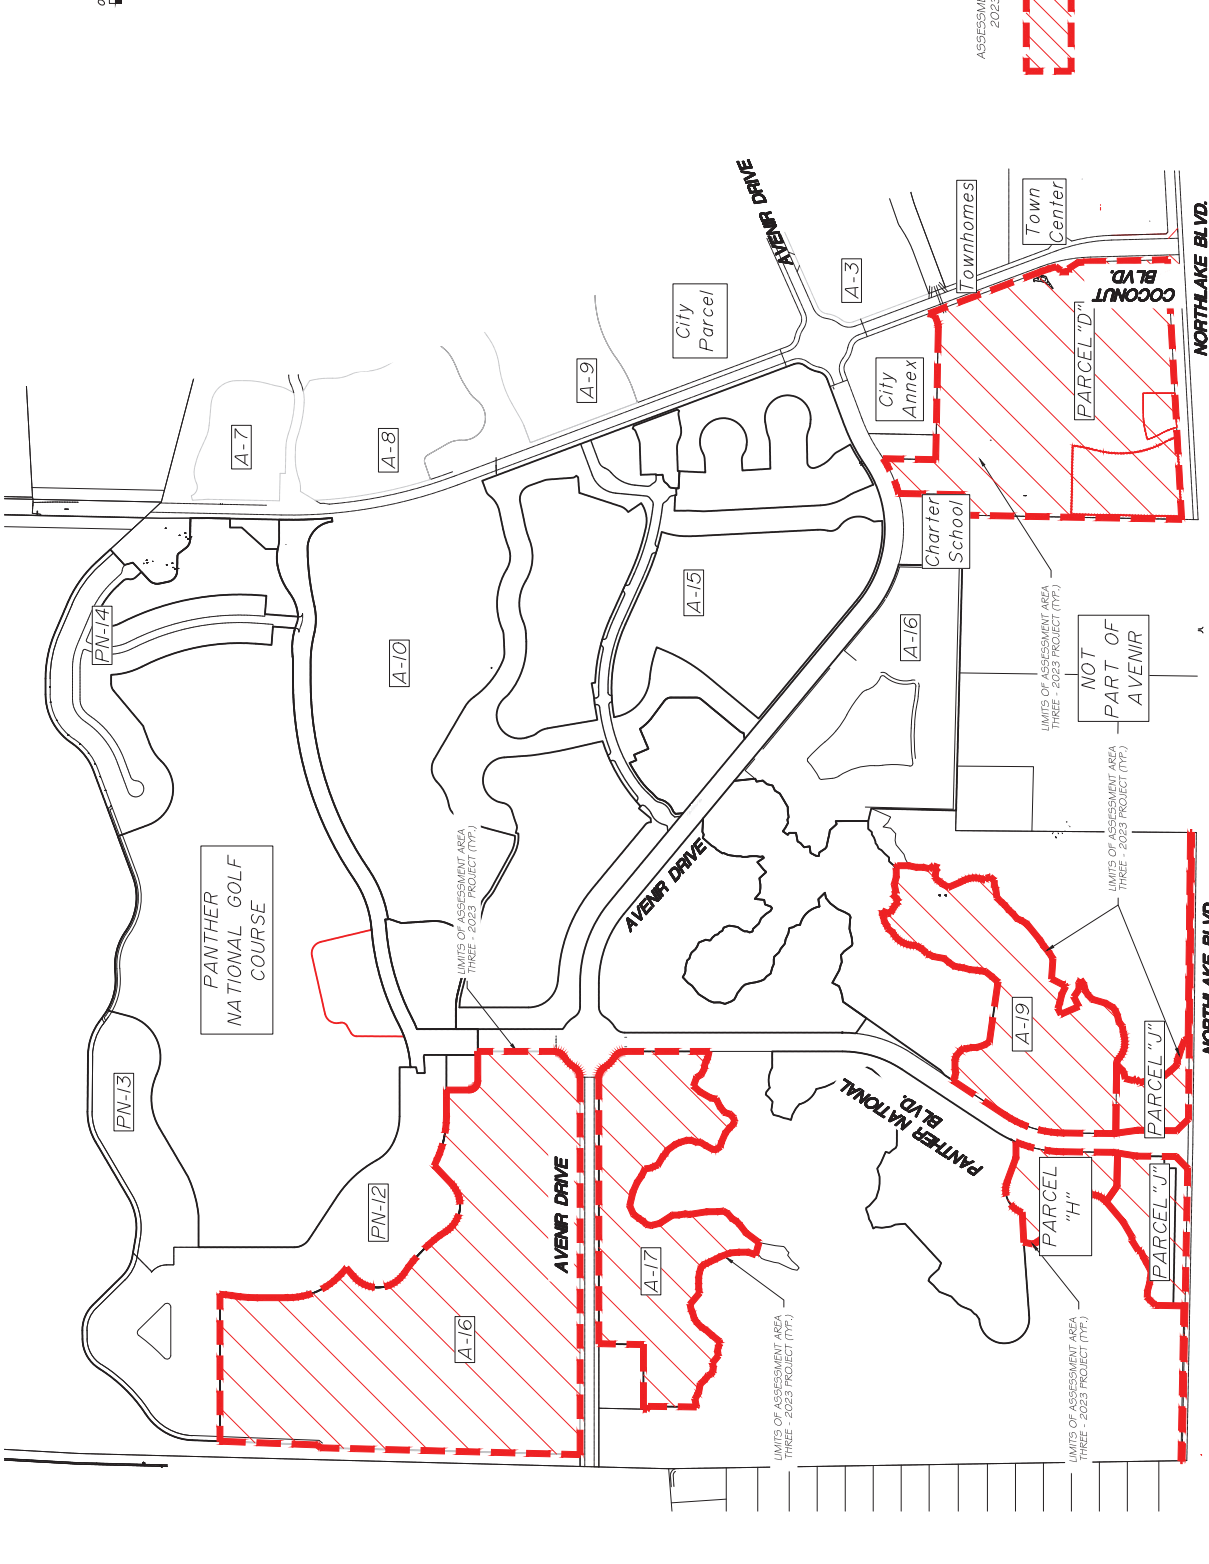 ASSESSME
2023
AVENIR DRIVE
A-3
Townhomes
Town
Center
NORTHLAKE BLVD.
COCONUT
BLVD.
City
Parcel
A-9
City
Annex
PARCEL "D"
A-7
A-8
Charter
School
PN-14
A-10
A-15
A-16
LIMITS OF ASSESSMENT AREA
THREE - 2023 PROJECT (TYP.)
NOT
PART OF
AVENIR
LIMITS OF ASSESSMENT AREA
THREE - 2023 PROJECT (TYP.)
PANTHER
NATIONAL GOLF
COURSE
LIMITS OF ASSESSMENT AREA
THREE - 2023 PROJECT (TYP.)
AVENIR DRIVE
NORTHLAKE BLVD.
A-19
PARCEL "J"
PN-13
PANTHER NATIONAL
BLVD.
PN-12
AVENIR DRIVE
PARCEL
"H"
PARCEL "J"
A-17
A-16
LIMITS OF ASSESSMENT AREA
THREE - 2023 PROJECT (TYP.)
LIMITS OF ASSESSMENT AREA
THREE - 2023 PROJECT (TYP.)